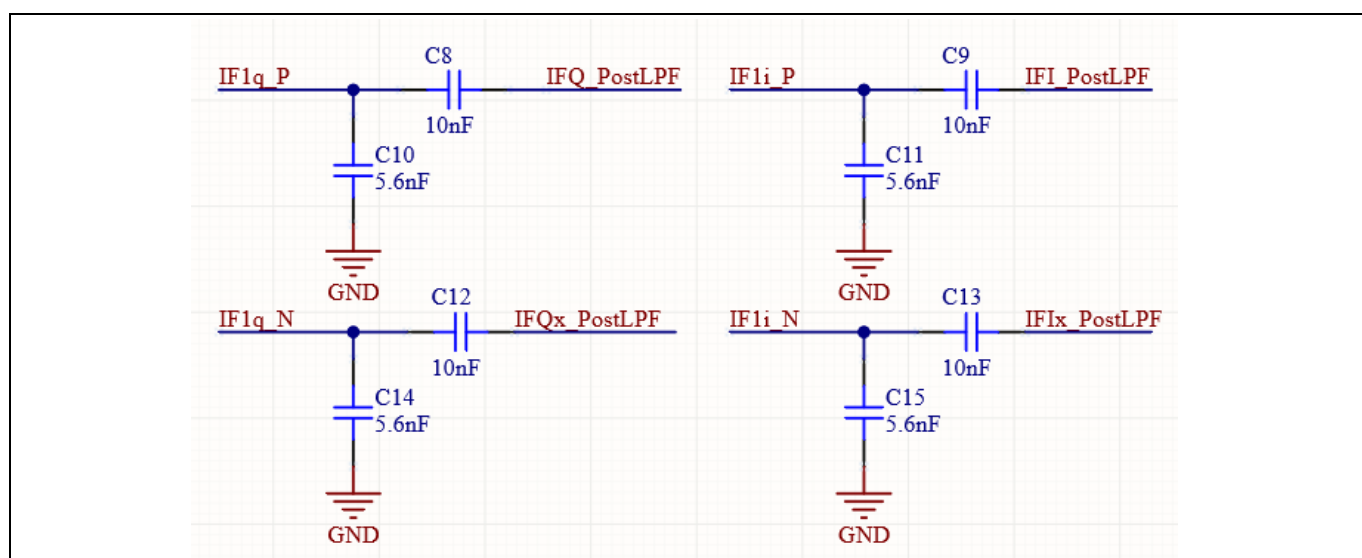 C8
IF1q_P
IFQ_PostLPF
10nF
C10
5.6nF
GND
C9
IF1i_P
IFI_PostLPF
10nF
C11
5.6nF
GND
C12
IF1q_N
IFQx_PostLPF
10nF
C14
5.6nF
GND
C13
IF1i_N
IFIx_PostLPF
10nF
C15
5.6nF
GND